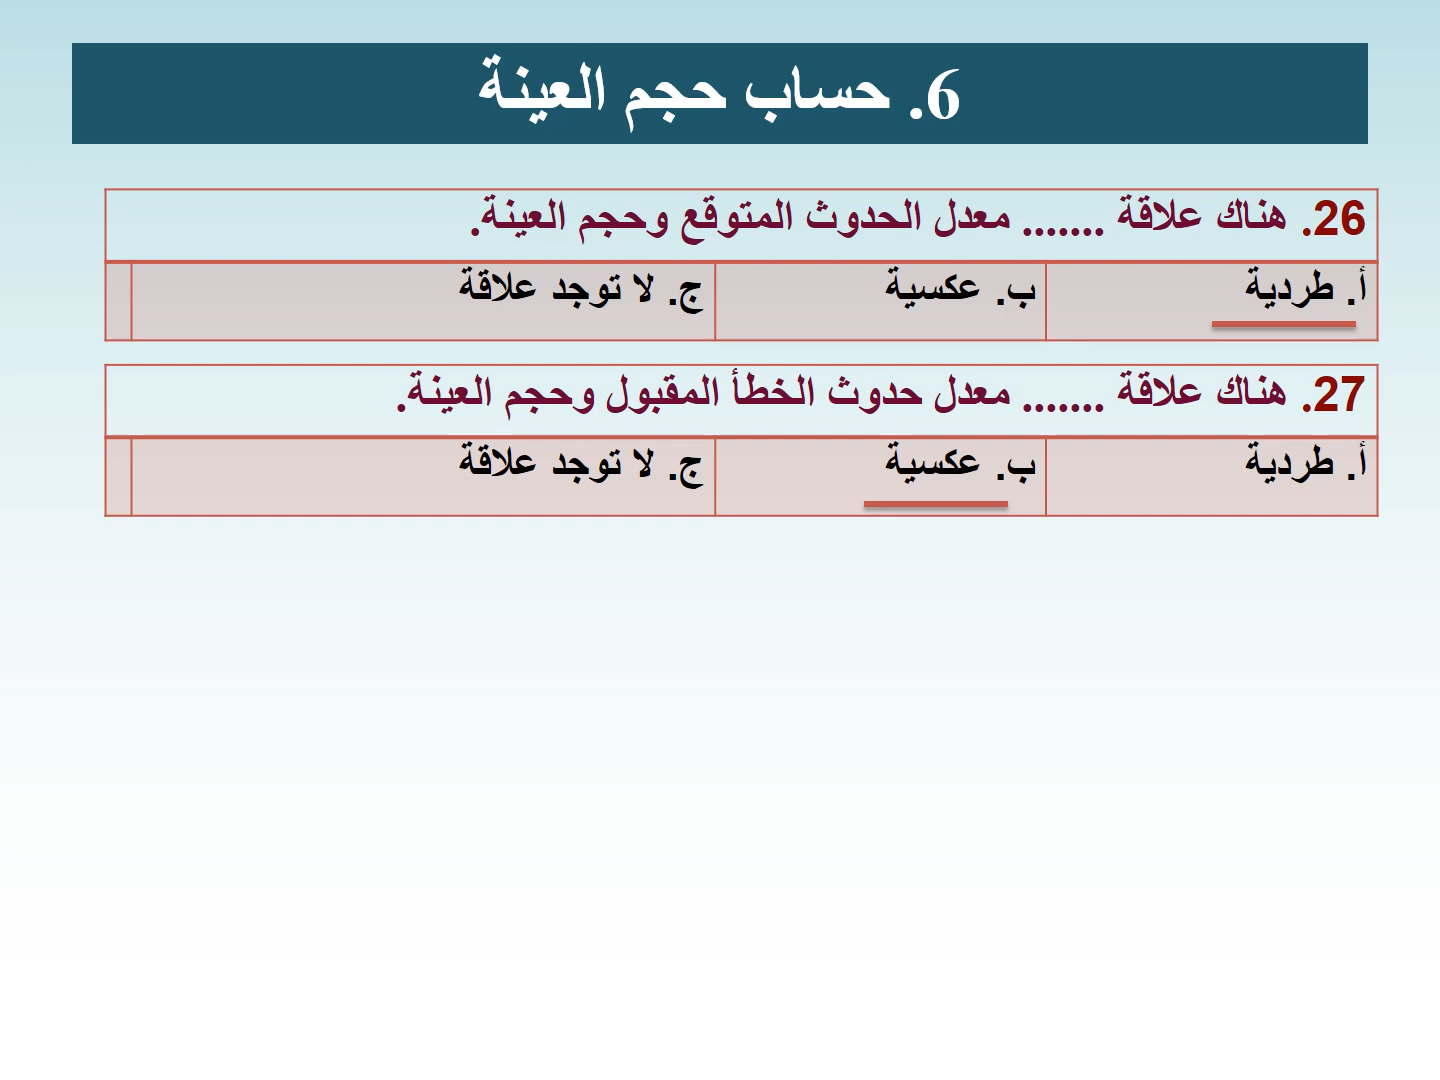 6. حساب حجم العينة
26. هناك علاقة ....... معدل الحدوث المتوقع وحجم العينة.
أ. طردية ب. عكسية ج. لا توجد علاقة
27. هناك علاقة ....... معدل حدوث الخطأ المقبول وحجم العينة.
أ. طردية ب. عكسية ج. لا توجد علاقة